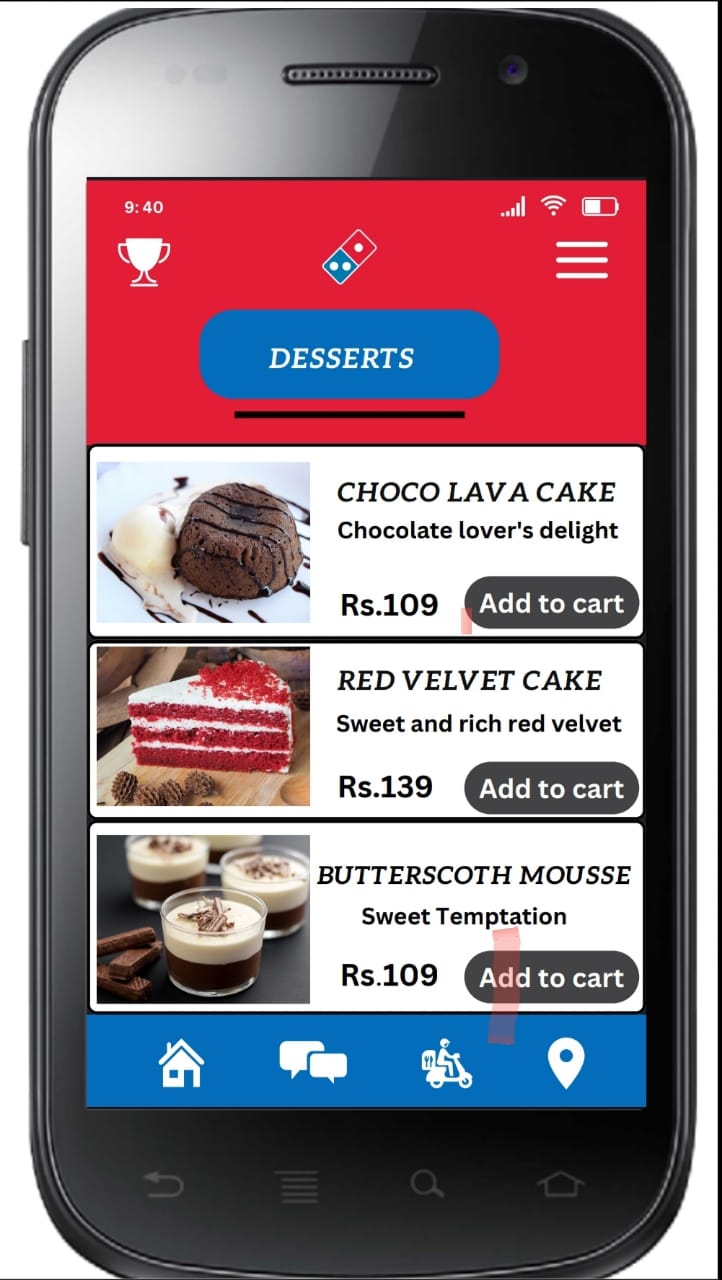 9:40
DESSERTS
CHOCO LAVA CAKE
Chocolate lover's delight
Rs.109 Add to cart
RED VELVET CAKE
Sweet and rich red velvet
Rs.139 Add to cart
BUTTERSCOTH MOUSSE
Sweet Temptation
Rs.109 Add to cart